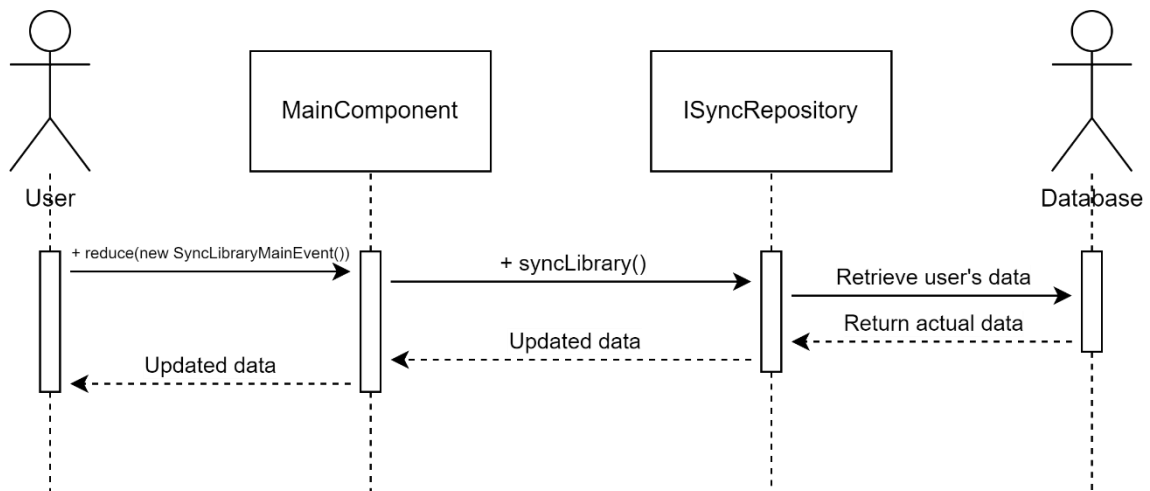 MainComponent
ISyncRepository
User
Database
+ reduce(new SyncLibraryMainEvent())
+ syncLibrary()
Retrieve user's data
Return actual data
Updated data
Updated data